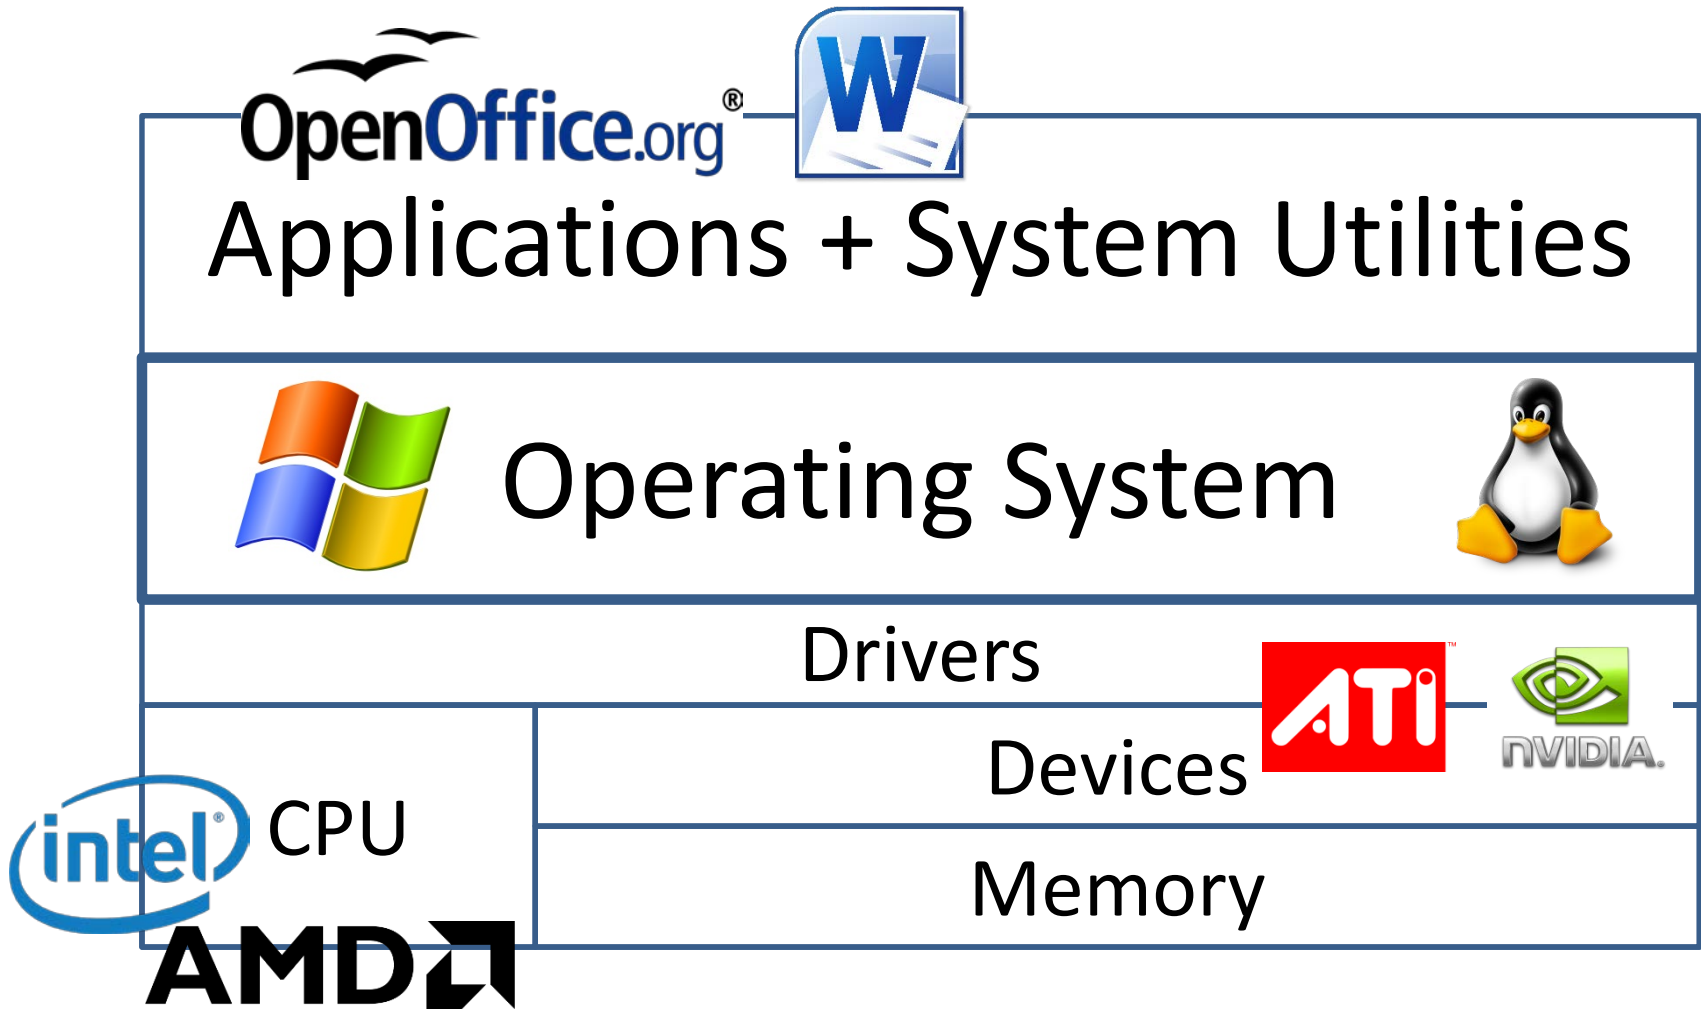 OpenOffice.org®
W
Applications + System Utilities
Operating System
Drivers
ATI™
NVIDIA.
Devices
CPU
intel®
Memory
AMD